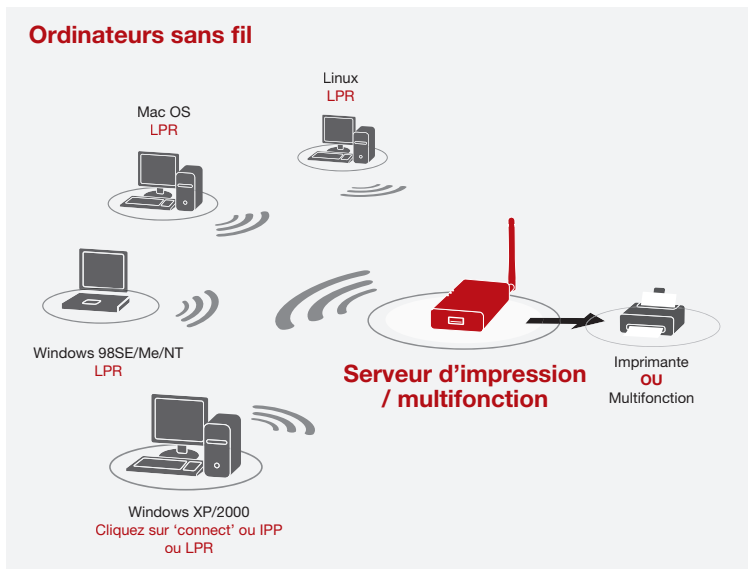 Ordinateurs sans fil
Linux
LPR
Mac OS
LPR
Windows 98SE/Me/NT
LPR
Serveur d’impression
/ multifonction
Imprimante
OU
Multifonction
Windows XP/2000
Cliquez sur ‘connect’ ou IPP
ou LPR